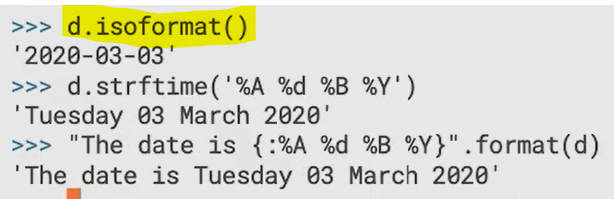 >>> d.isoformat()
'2020-03-03'
>>> d.strftime('%A %d %B %Y')
'Tuesday 03 March 2020'
>>> "The date is {:%A %d %B %Y}".format(d)
'The date is Tuesday 03 March 2020'